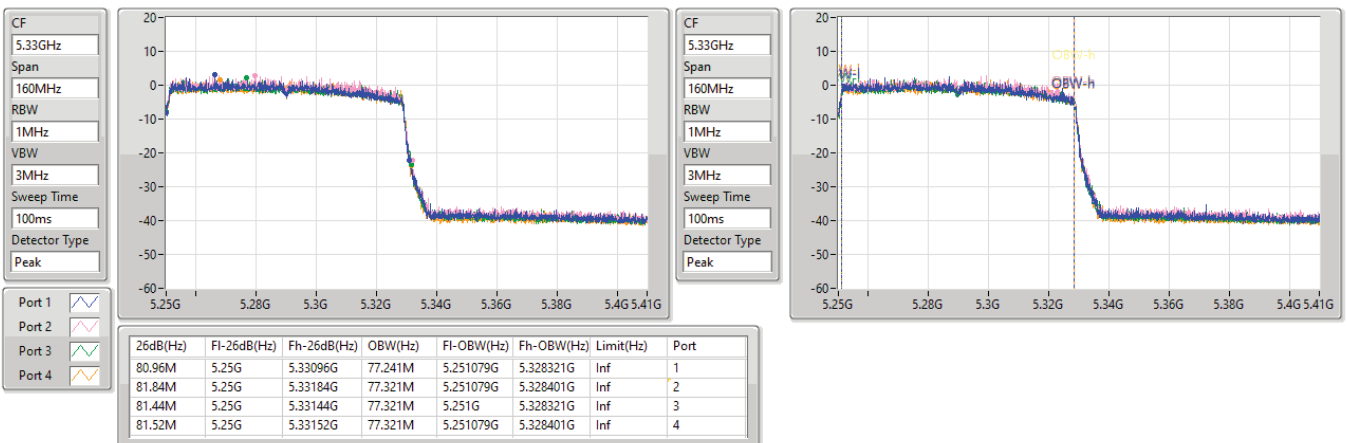 CF
5.33GHz
Span
160MHz
RBW
1MHz
VBW
3MHz
Sweep Time
100ms
Detector Type
Peak
20
10
0
-10
-20
-30
-40
-50
-60
5.25G 5.28G 5.3G 5.32G 5.34G 5.36G 5.38G 5.4G 5.41G
CF
5.33GHz
Span
160MHz
RBW
1MHz
VBW
3MHz
Sweep Time
100ms
Detector Type
Peak
20
10
0
-10
-20
-30
-40
-50
-60
OBW-h
OBW-h
5.25G 5.28G 5.3G 5.32G 5.34G 5.36G 5.38G 5.4G 5.41G
Port 1
Port 2
Port 3
Port 4
26dB(Hz) Fl-26dB(Hz) Fh-26dB(Hz) OBW(Hz) Fl-OBW(Hz) Fh-OBW(Hz) Limit(Hz) Port
80.96M 5.25G 5.33096G 77.241M 5.251079G 5.328321G Inf 1
81.84M 5.25G 5.33184G 77.321M 5.251079G 5.328401G Inf 2
81.44M 5.25G 5.33144G 77.321M 5.251G 5.328321G Inf 3
81.52M 5.25G 5.33152G 77.321M 5.251079G 5.328401G Inf 4